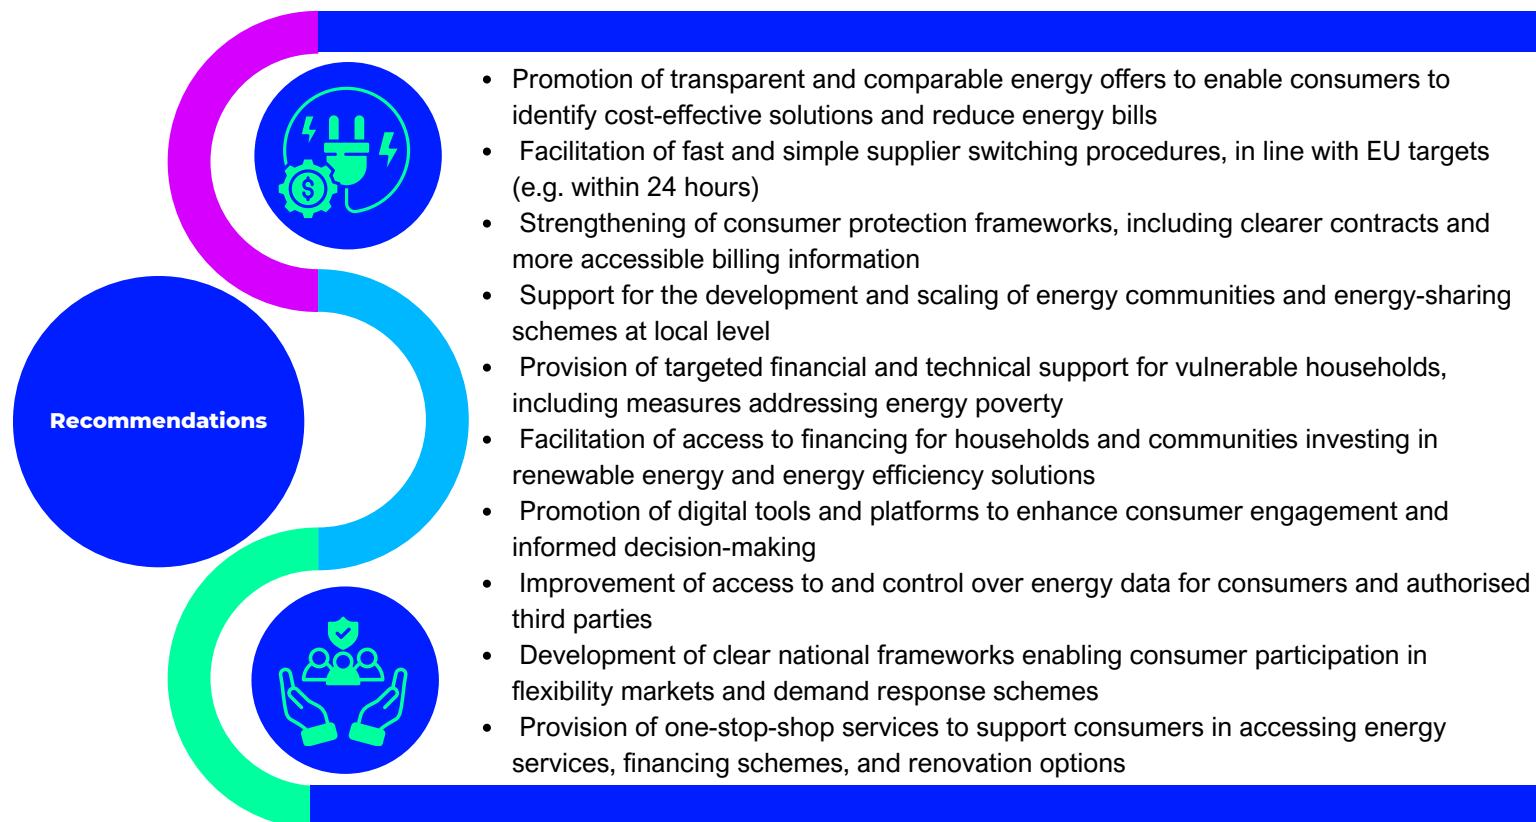 Recommendations
• Promotion of transparent and comparable energy offers to enable consumers to
identify cost-effective solutions and reduce energy bills
• Facilitation of fast and simple supplier switching procedures, in line with EU targets
(e.g. within 24 hours)
• Strengthening of consumer protection frameworks, including clearer contracts and
more accessible billing information
• Support for the development and scaling of energy communities and energy-sharing
schemes at local level
• Provision of targeted financial and technical support for vulnerable households,
including measures addressing energy poverty
• Facilitation of access to financing for households and communities investing in
renewable energy and energy efficiency solutions
• Promotion of digital tools and platforms to enhance consumer engagement and
informed decision-making
• Improvement of access to and control over energy data for consumers and authorised
third parties
• Development of clear national frameworks enabling consumer participation in
flexibility markets and demand response schemes
• Provision of one-stop-shop services to support consumers in accessing energy
services, financing schemes, and renovation options
$